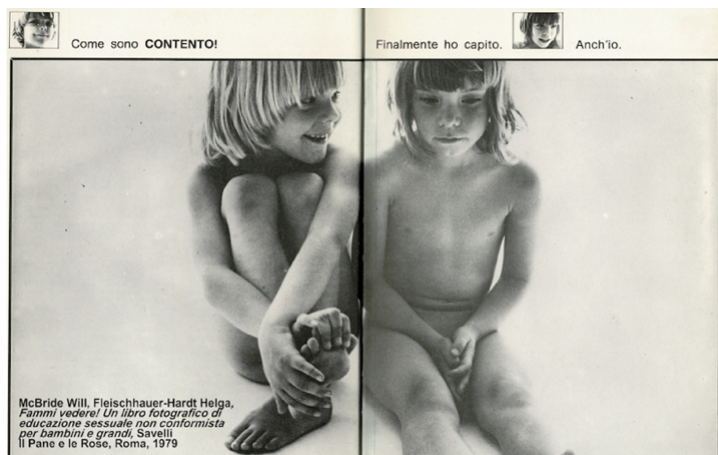 Come sono CONTENTO!
Finalmente ho capito.
Anch'io.
McBride Will, Fleischhauer-Hardt Helga,
Fammi vedere! Un libro fotografico di
educazione sessuale non conformista
per bambini e grandi, Savelli
Il Pane e le Rose, Roma, 1979